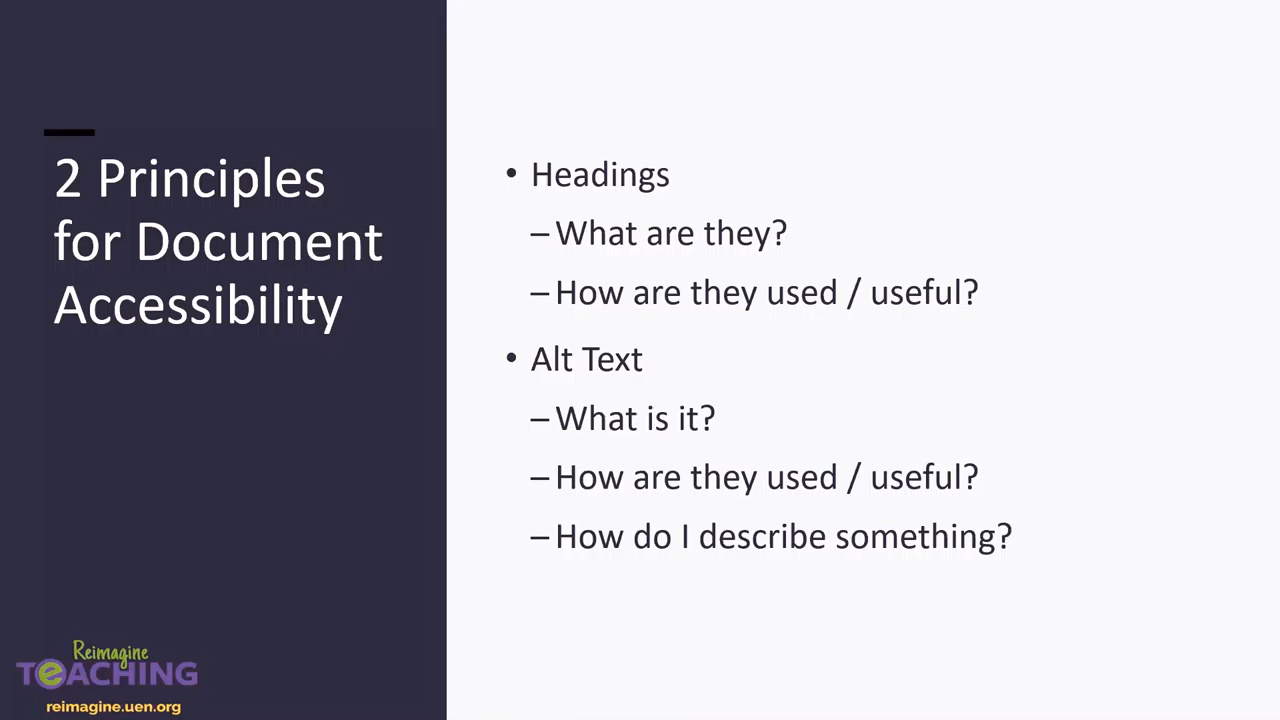 2 Principles
for Document
Accessibility
• Headings
– What are they?
– How are they used / useful?
• Alt Text
– What is it?
– How are they used / useful?
– How do I describe something?
Reimagine
TeACHING
reimagine.uen.org